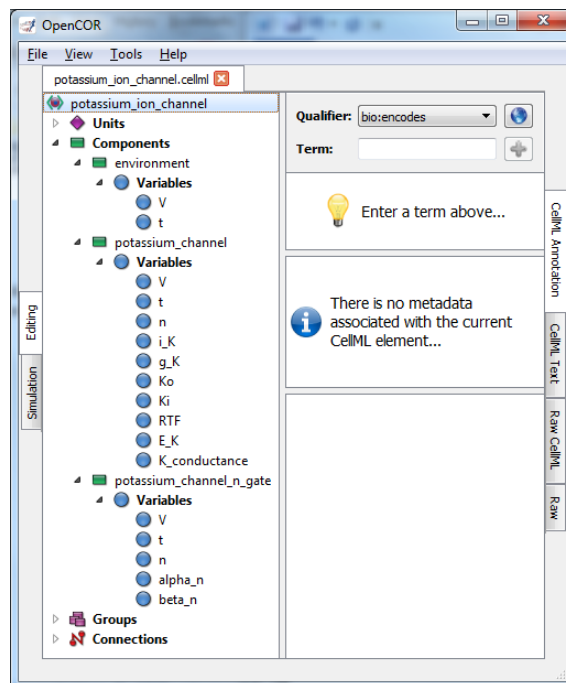 OpenCOR
File View Tools Help
potassium_ion_channel.cellml
potassium_ion_channel
Units
Components
environment
Variables
V
t
potassium_channel
Variables
V
t
n
i_K
g_K
Ko
Ki
RTF
E_K
K_conductance
potassium_channel_n_gate
Variables
V
t
n
alpha_n
beta_n
Groups
Connections
Qualifier: bio:encodes
Term:
Enter a term above...
There is no metadata
associated with the current
CellML element...
Editing
Simulation
CellML Annotation
CellML Text
Raw CellML
Raw